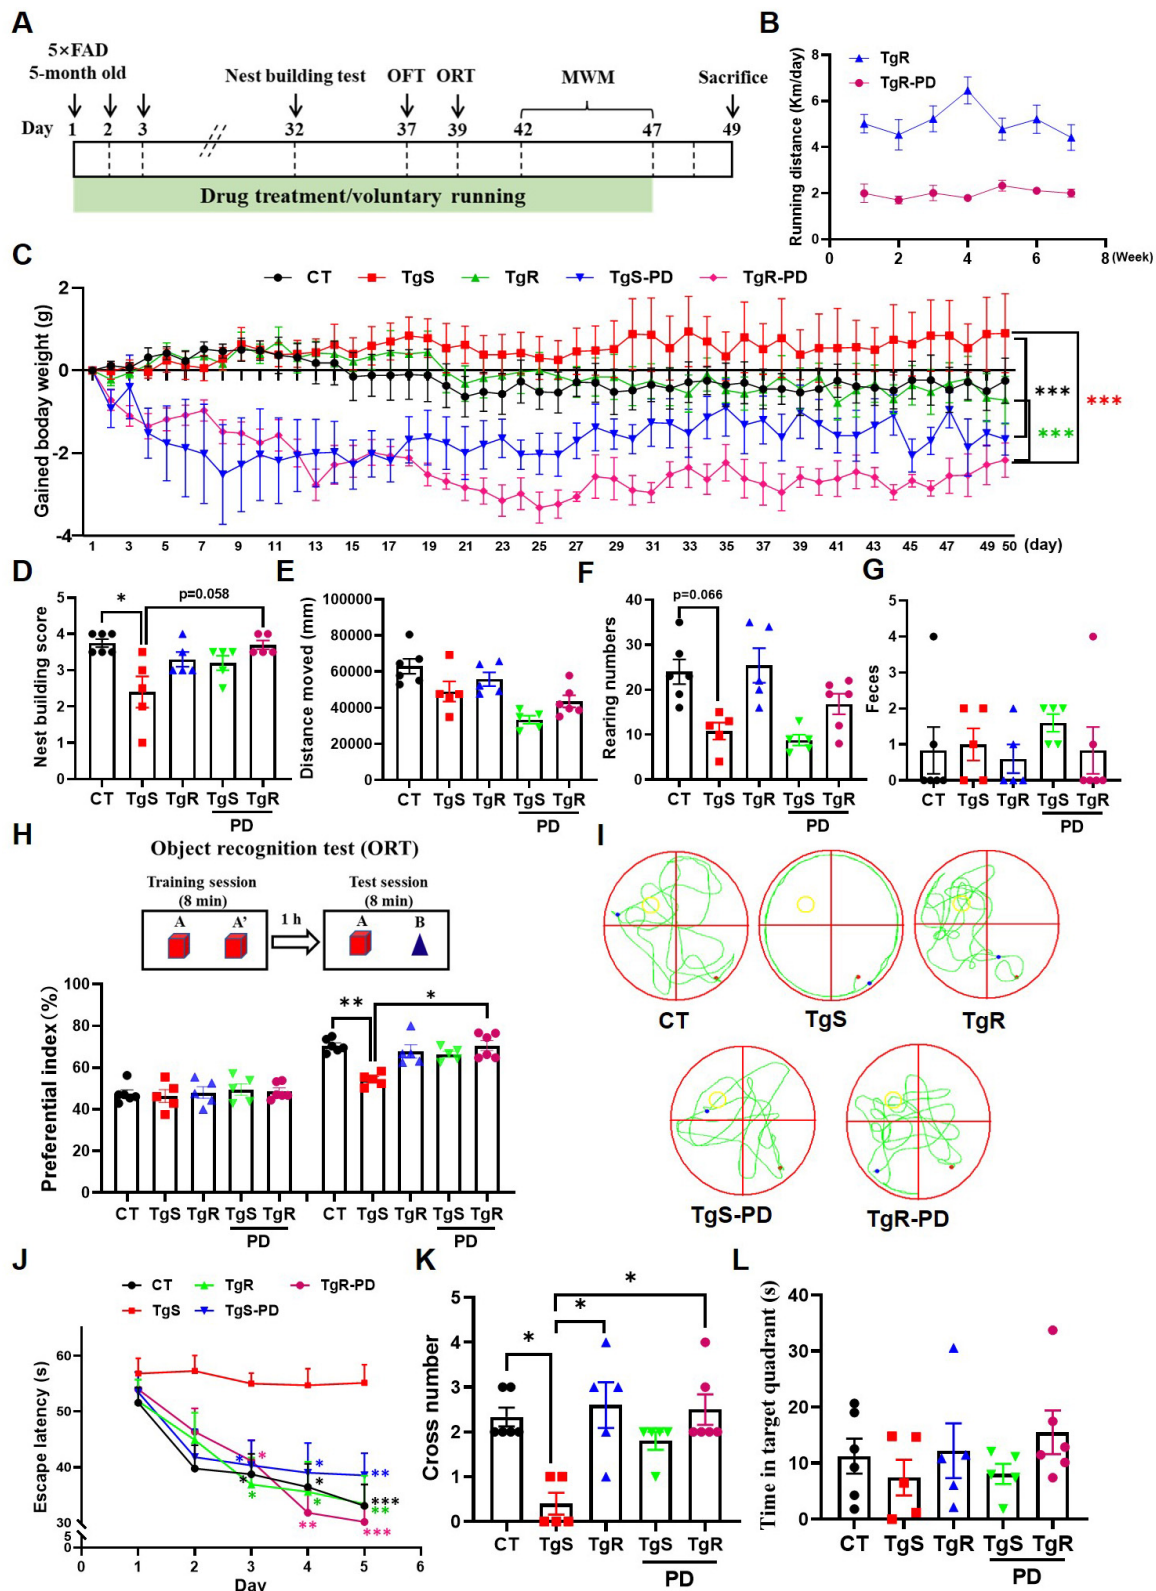 A
5×FAD
5-month old
Nest building test
OFT
ORT
MWM
Sacrifice
Day
1
2
3
32
37
39
42
47
49
Drug treatment/voluntary running
B
Running distance (Km/day)
8
6
4
2
0
TgR
TgR-PD
0 2 4 6 8 (Week)
C
CT TgS TgR TgS-PD TgR-PD
Gained boday weight (g)
2
0
-2
-4
***
***
***
1 3 5 7 9 11 13 15 17 19 21 23 25 27 29 31 33 35 37 39 41 43 45 47 49 50 (day)
D
Nest building score
5
4
3
2
1
0
*
p=0.058
CT TgS TgR TgS TgR
PD
E
Distance moved (mm)
100000
80000
60000
40000
20000
0
CT TgS TgR TgS TgR
PD
F
Rearing numbers
40
30
20
10
0
p=0.066
CT TgS TgR TgS TgR
PD
G
Feces
5
4
3
2
1
0
CT TgS TgR TgS TgR
PD
H
Object recognition test (ORT)
Training session
(8 min)
A A'
1 h
Test session
(8 min)
A B
Preferential index(%)
100
80
60
40
20
0
**
*
CT TgS TgR TgS TgR CT TgS TgR TgS TgR
PD PD
I
CT TgS TgR
TgS-PD TgR-PD
J
CT TgR TgR-PD
TgS TgS-PD
Escape latency (s)
60
50
40
30
5
0
*
*
*
*
*
*
*
*
**
**
***
**
***
0 1 2 3 4 5 6
Day
K
Cross number
5
4
3
2
1
0
*
*
*
CT TgS TgR TgS TgR
PD
L
Time in target quadrant (s)
40
30
20
10
0
CT TgS TgR TgS TgR
PD